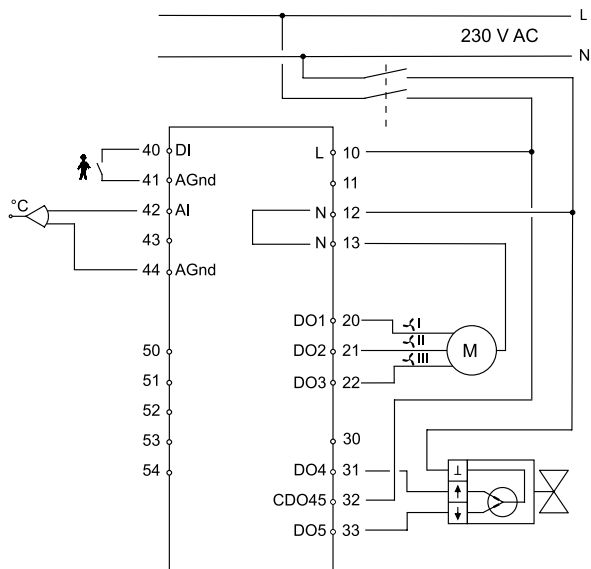 L
230 V AC
N
40 DI
L 10
41 AGnd
11
°C
42 AI
N 12
43
N 13
44 AGnd
DO1 20 I
50
DO2 21 II
M
51
DO3 22 III
52
53
30
54
DO4 31
⊥
CDO45 32
↑
DO5 33
↓